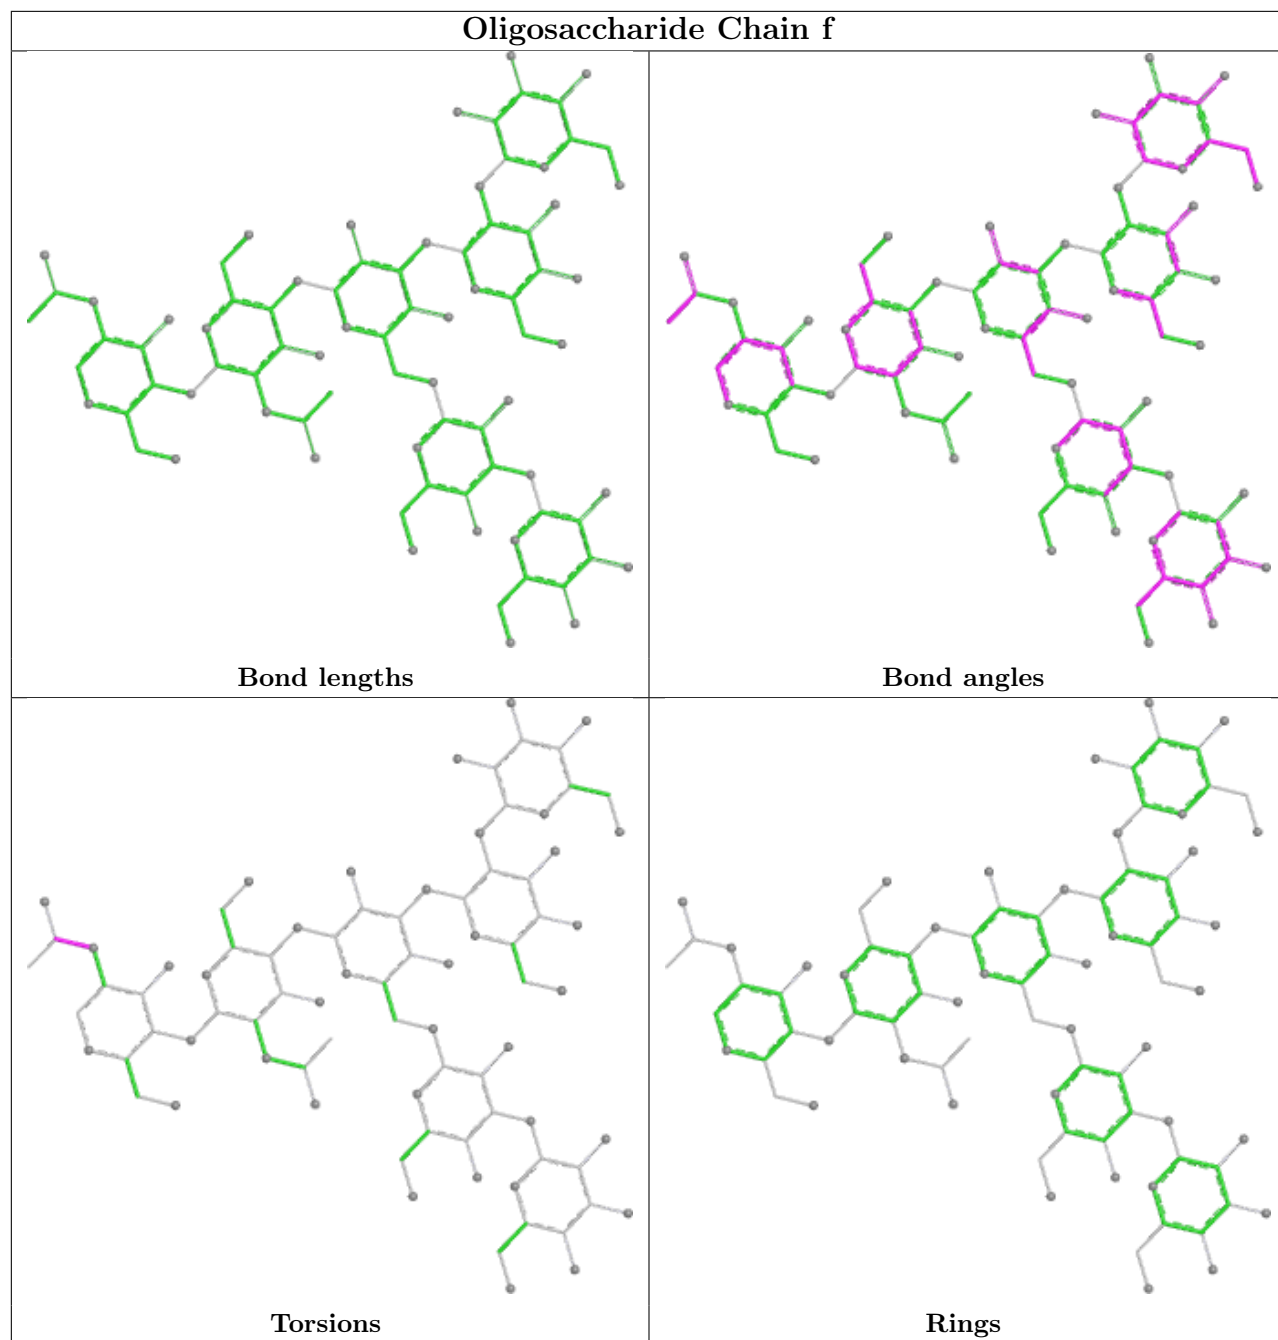 Oligosaccharide Chain f
Bond lengths
Bond angles
Torsions
Rings